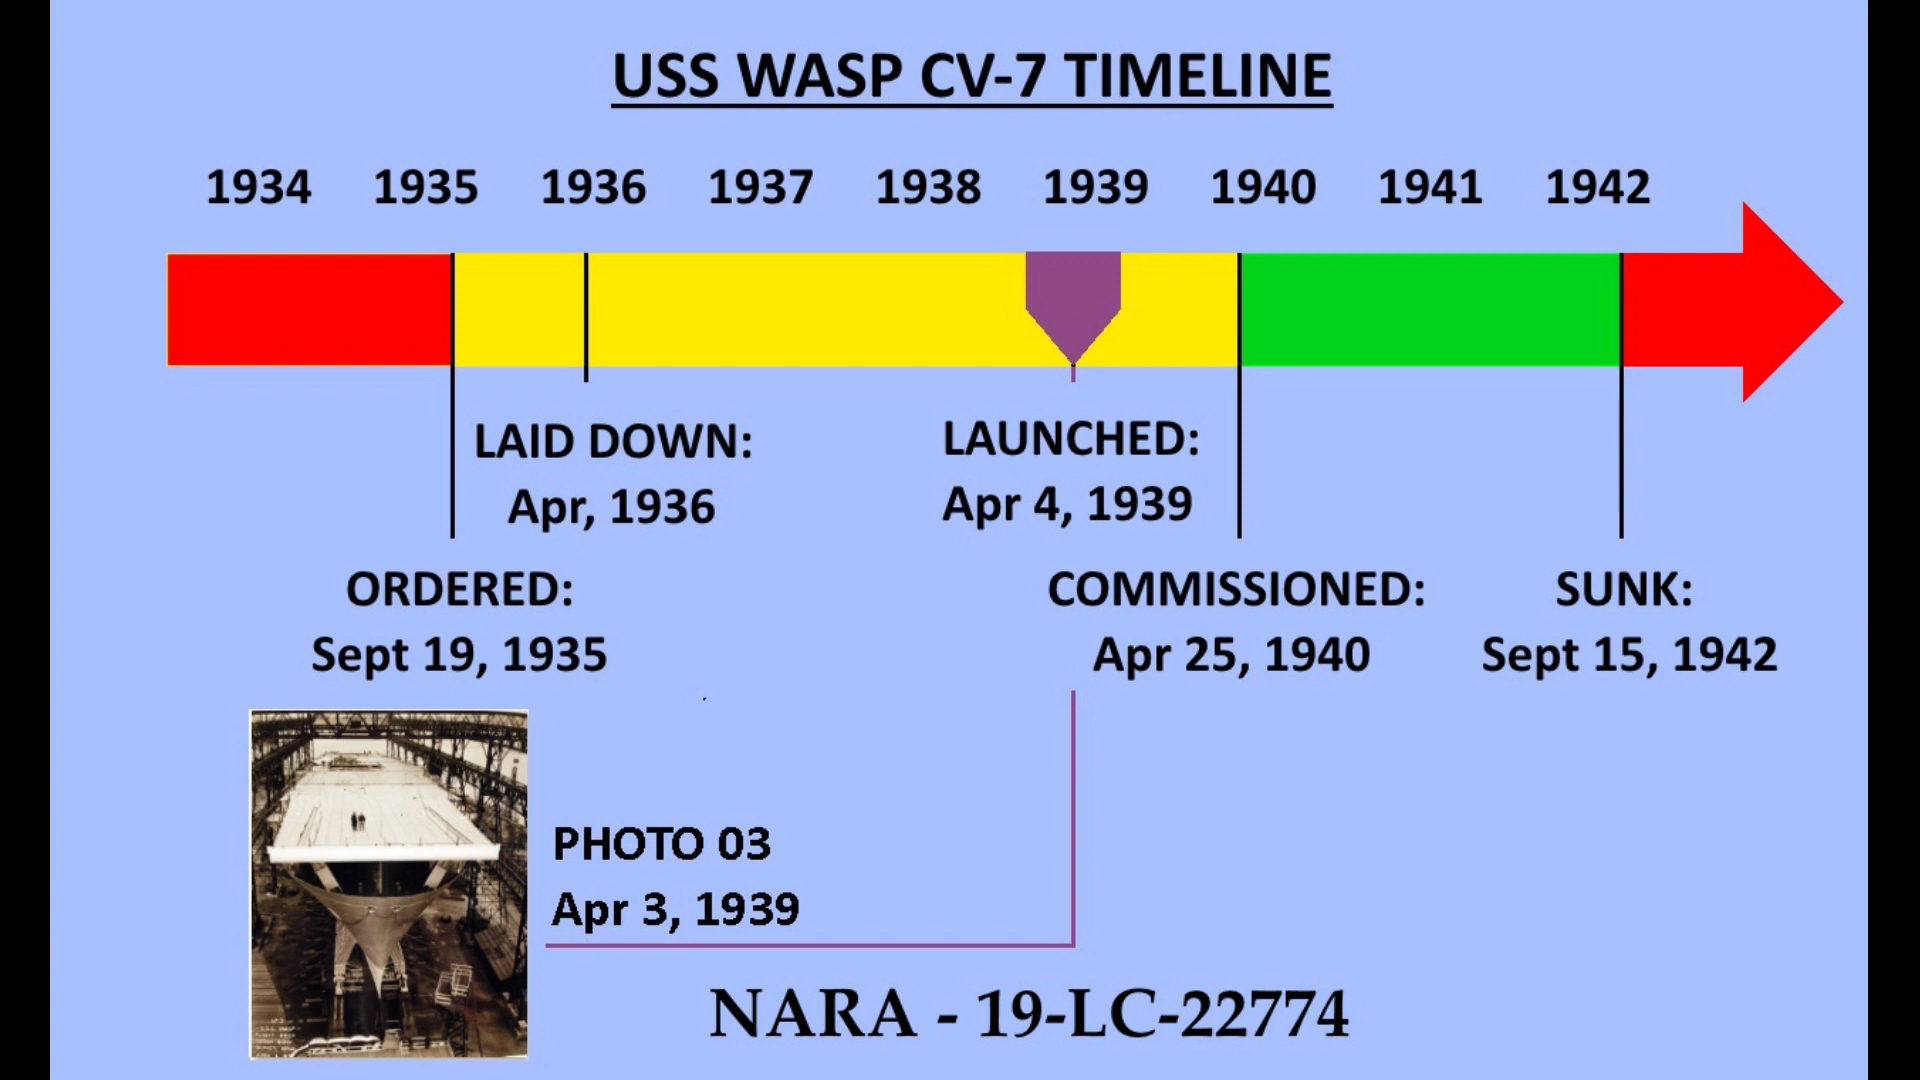 USS WASP CV-7 TIMELINE
1934 1935 1936 1937 1938 1939 1940 1941 1942
LAID DOWN:
Apr, 1936
LAUNCHED:
Apr 4, 1939
ORDERED:
Sept 19, 1935
COMMISSIONED:
Apr 25, 1940
SUNK:
Sept 15, 1942
PHOTO 03
Apr 3, 1939
NARA - 19-LC-22774